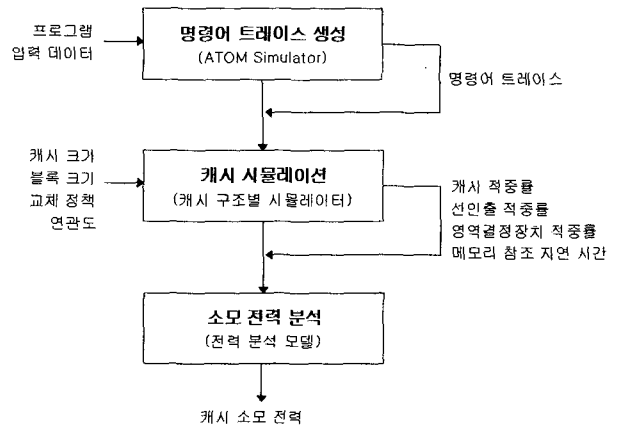 프로그램
입력 데이터
명령어 트레이스 생성
(ATOM Simulator)
명령어 트레이스
캐시 크기
블록 크기
교체 정책
연관도
캐시 시뮬레이션
(캐시 구조별 시뮬레이터)
캐시 적중률
선인출 적중률
영역결정장치 적중률
메모리 참조 지연 시간
소모 전력 분석
(전력 분석 모델)
캐시 소모 전력